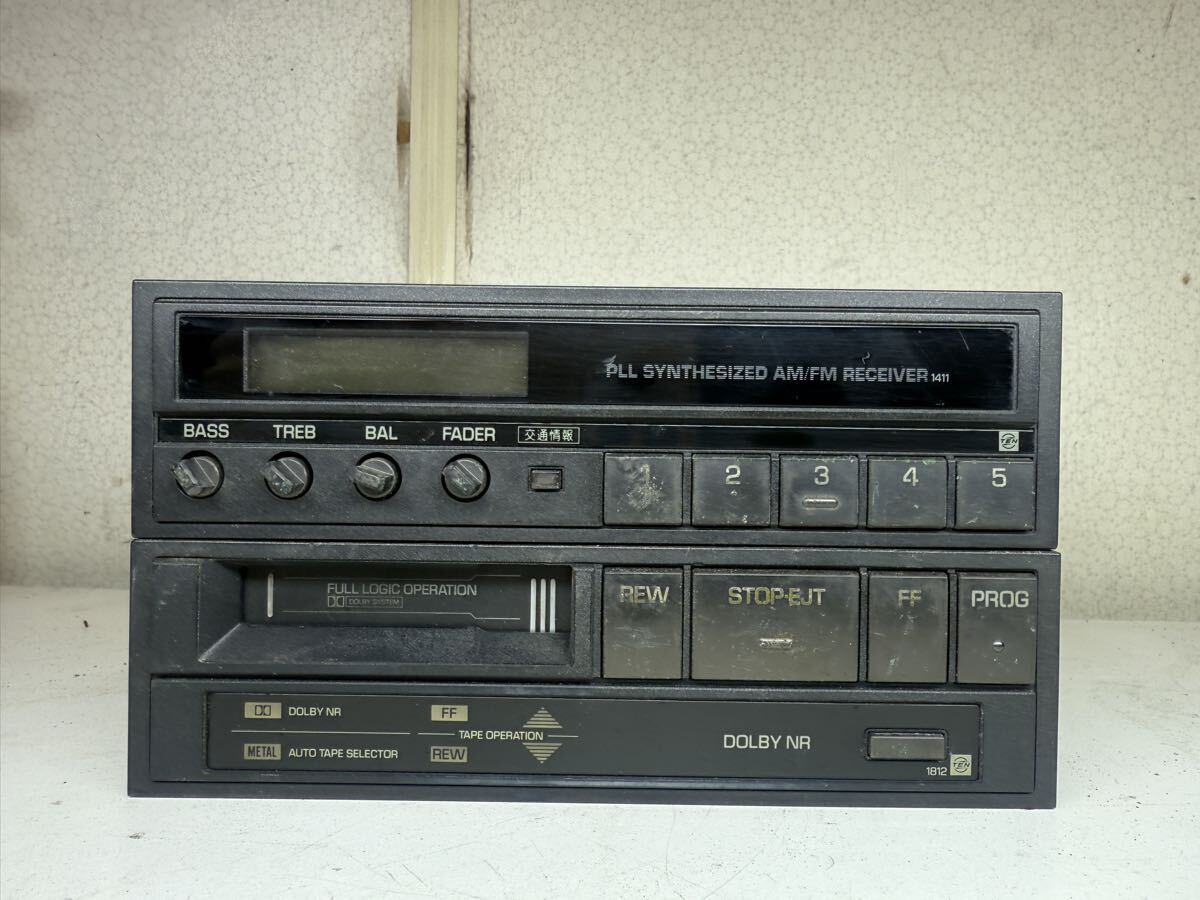 PLL SYNTHESIZED AM/FM RECEIVER 1411
BASS TREB BAL FADER 交通情報 TEN
1 2 3 4 5
FULL LOGIC OPERATION
DOLBY SYSTEM
REW STOP·EJT FF PROG
DOLBY NR FF
TAPE OPERATION
METAL AUTO TAPE SELECTOR REW
DOLBY NR
1812 TEN